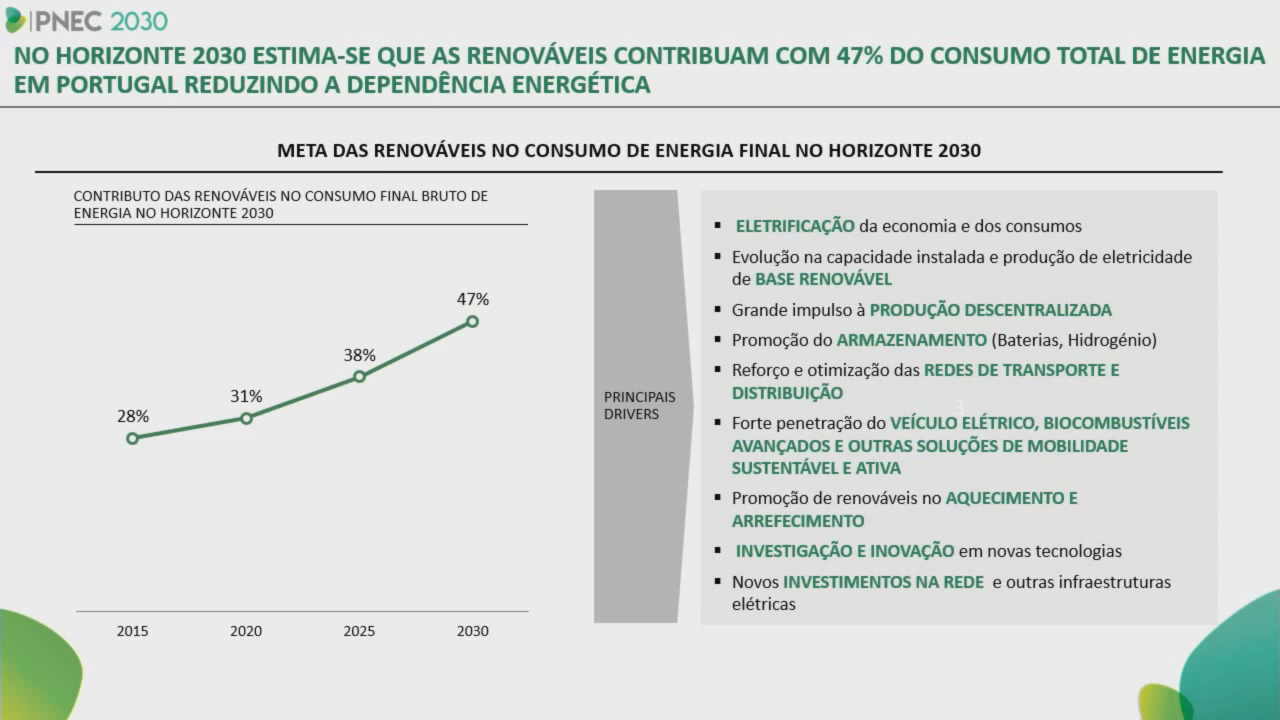 PNEC 2030
NO HORIZONTE 2030 ESTIMA-SE QUE AS RENOVÁVEIS CONTRIBUAM COM 47% DO CONSUMO TOTAL DE ENERGIA
EM PORTUGAL REDUZINDO A DEPENDÊNCIA ENERGÉTICA
META DAS RENOVÁVEIS NO CONSUMO DE ENERGIA FINAL NO HORIZONTE 2030
CONTRIBUTO DAS RENOVÁVEIS NO CONSUMO FINAL BRUTO DE
ENERGIA NO HORIZONTE 2030
28%
31%
38%
47%
2015 2020 2025 2030
PRINCIPAIS
DRIVERS
▪ ELETRIFICAÇÃO da economia e dos consumos
▪ Evolução na capacidade instalada e produção de eletricidade
de BASE RENOVÁVEL
▪ Grande impulso à PRODUÇÃO DESCENTRALIZADA
▪ Promoção do ARMAZENAMENTO (Baterias, Hidrogénio)
▪ Reforço e otimização das REDES DE TRANSPORTE E
DISTRIBUIÇÃO
3
▪ Forte penetração do VEÍCULO ELÉTRICO, BIOCOMBUSTÍVEIS
AVANÇADOS E OUTRAS SOLUÇÕES DE MOBILIDADE
SUSTENTÁVEL E ATIVA
▪ Promoção de renováveis no AQUECIMENTO E
ARREFECIMENTO
▪ INVESTIGAÇÃO E INOVAÇÃO em novas tecnologias
▪ Novos INVESTIMENTOS NA REDE e outras infraestruturas
elétricas